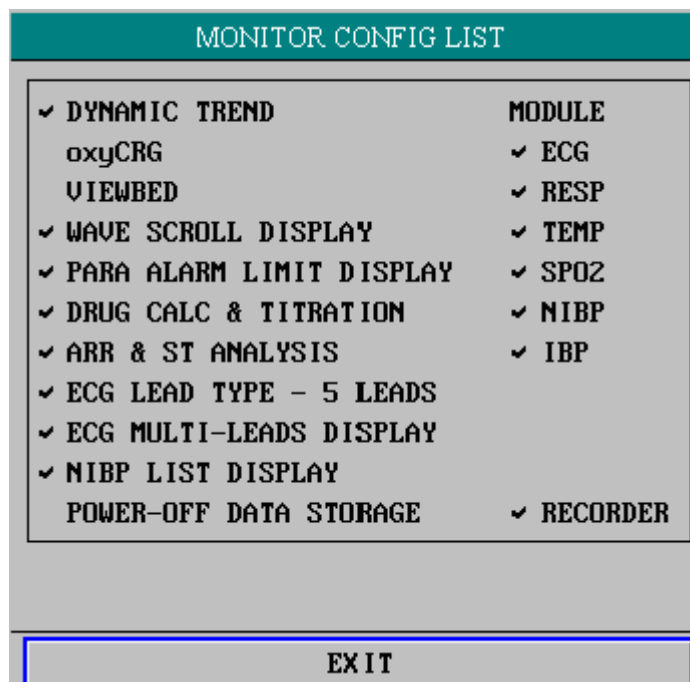 MONITOR CONFIG LIST
✓ DYNAMIC TREND MODULE
oxyCRG ✓ ECG
VIEWBED ✓ RESP
✓ WAVE SCROLL DISPLAY ✓ TEMP
✓ PARA ALARM LIMIT DISPLAY ✓ SPO2
✓ DRUG CALC & TITRATION ✓ NIBP
✓ ARR & ST ANALYSIS ✓ IBP
✓ ECG LEAD TYPE - 5 LEADS
✓ ECG MULTI-LEADS DISPLAY
✓ NIBP LIST DISPLAY
POWER-OFF DATA STORAGE ✓ RECORDER
EXIT